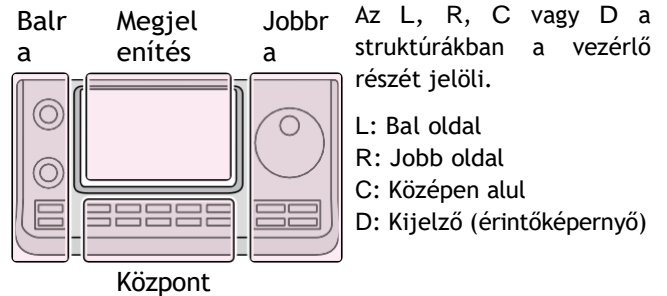 Balr
a
Megjel
enítés
Jobbr
a
Központ
Az L, R, C vagy D a
struktúrákban a vezérlő
részét jelöli.
L: Bal oldal
R: Jobb oldal
C: Középen alul
D: Kijelző (érintőképernyő)